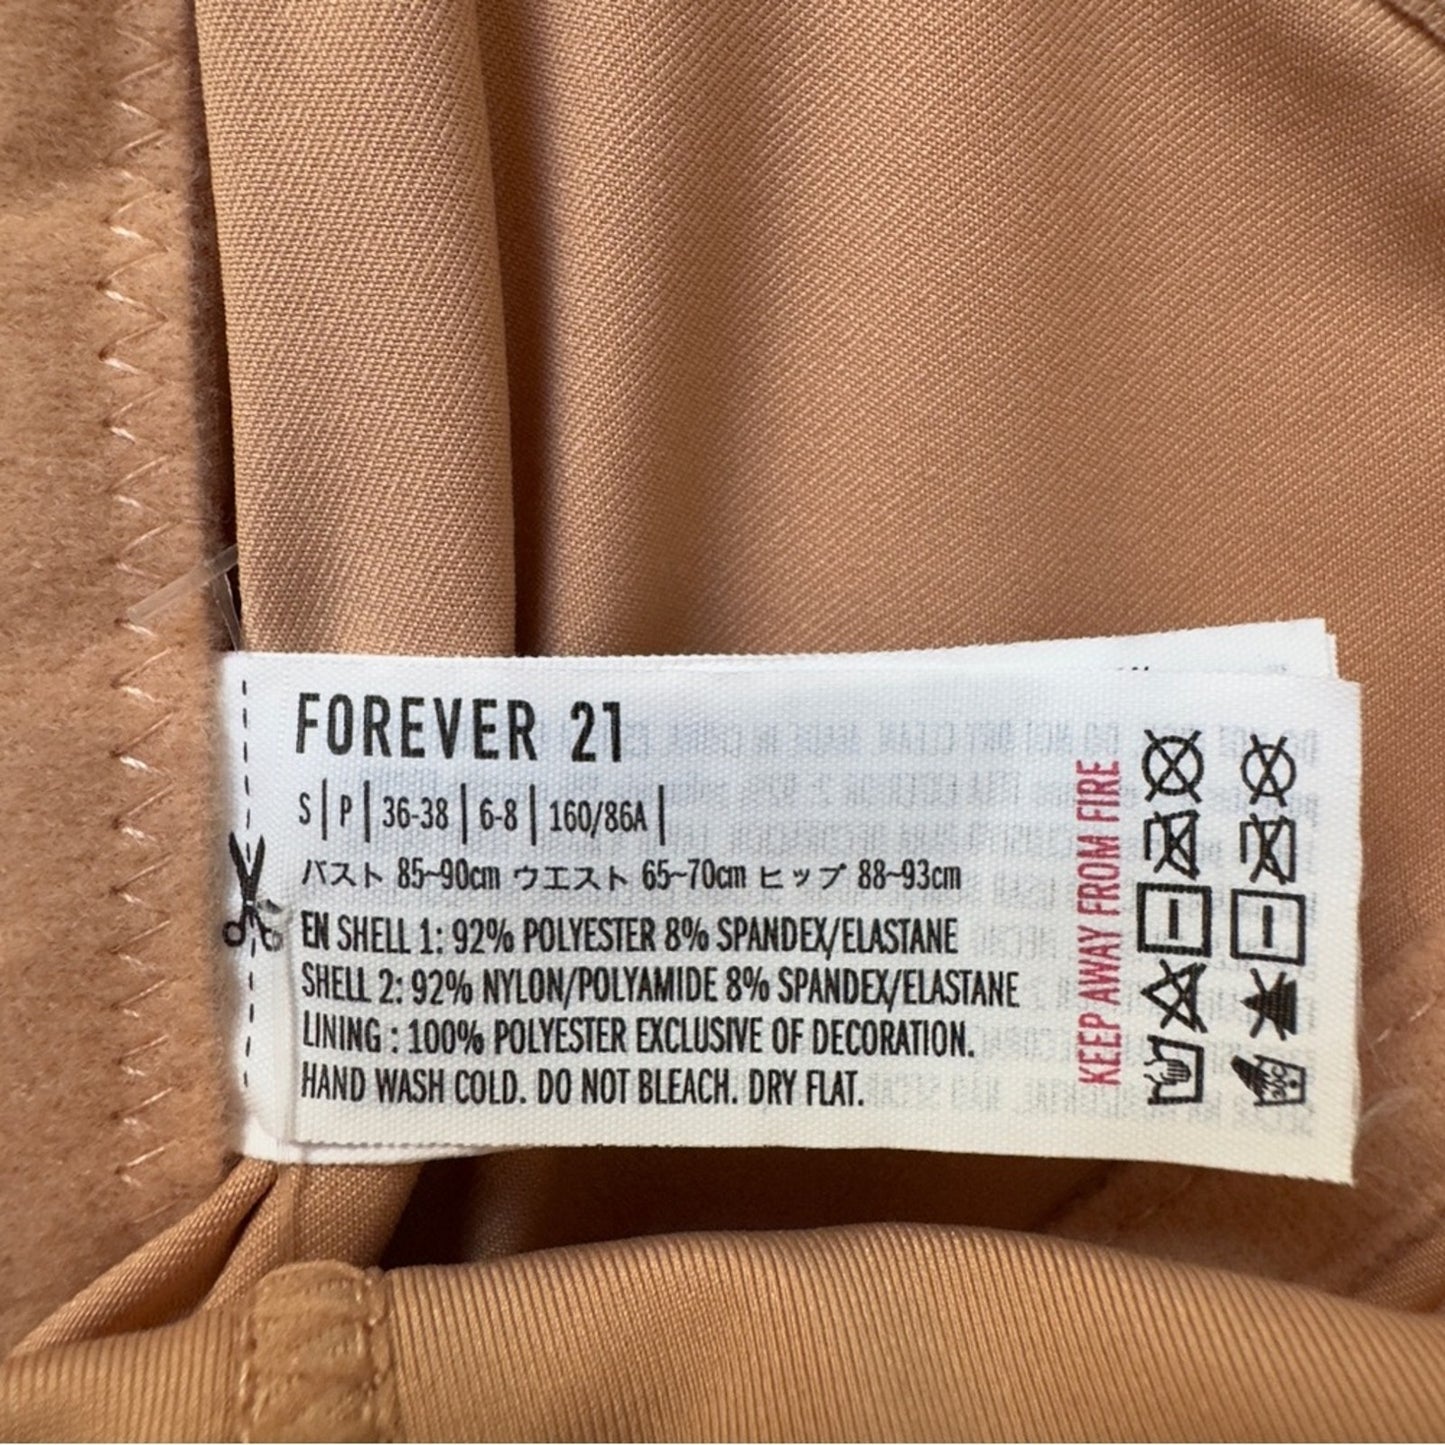 FOREVER 21
S | P | 36-38 | 6-8 | 160/86A |
バスト 85~90cm ウエスト 65~70cm ヒップ 88~93cm
EN SHELL 1: 92% POLYESTER 8% SPANDEX/ELASTANE
SHELL 2: 92% NYLON/POLYAMIDE 8% SPANDEX/ELASTANE
LINING : 100% POLYESTER EXCLUSIVE OF DECORATION.
HAND WASH COLD. DO NOT BLEACH. DRY FLAT.
KEEP AWAY FROM FIRE